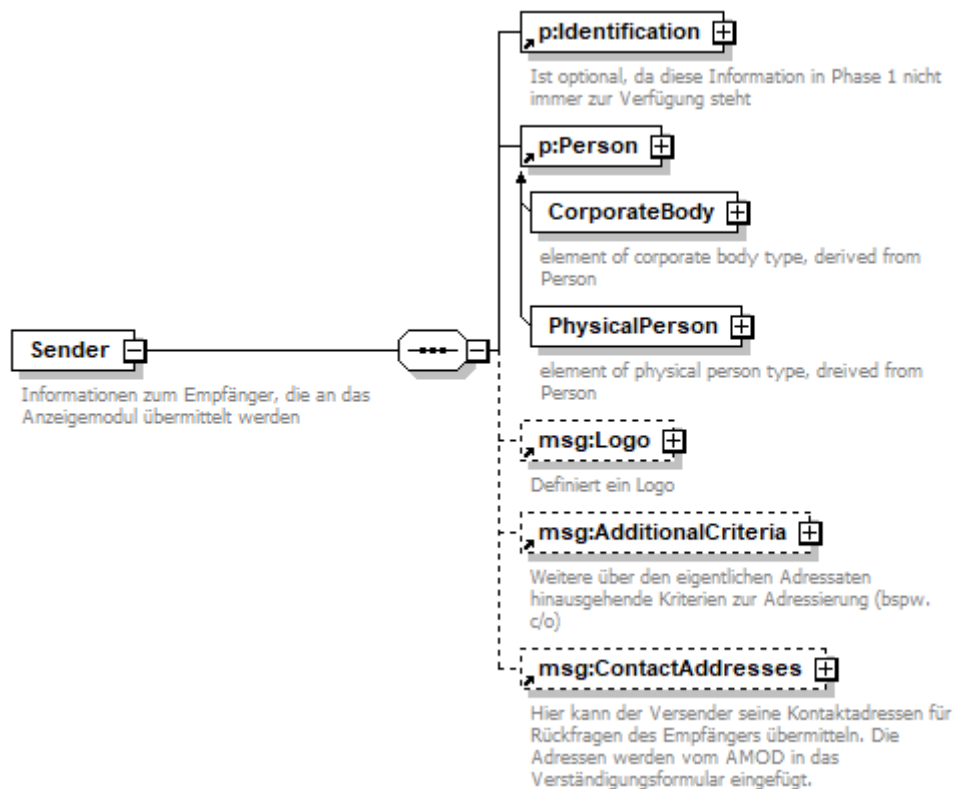 p:Identification
Ist optional, da diese Information in Phase 1 nicht
immer zur Verfügung steht
p:Person
CorporateBody
element of corporate body type, derived from
Person
PhysicalPerson
element of physical person type, dreived from
Person
Sender
Informationen zum Empfänger, die an das
Anzeigemodul übermittelt werden
msg:Logo
Definiert ein Logo
msg:AdditionalCriteria
Weitere über den eigentlichen Adressaten
hinausgehende Kriterien zur Adressierung (bspw.
c/o)
msg:ContactAddresses
Hier kann der Versender seine Kontaktadressen für
Rückfragen des Empfängers übermitteln. Die
Adressen werden vom AMOD in das
Verständigungsformular eingefügt.